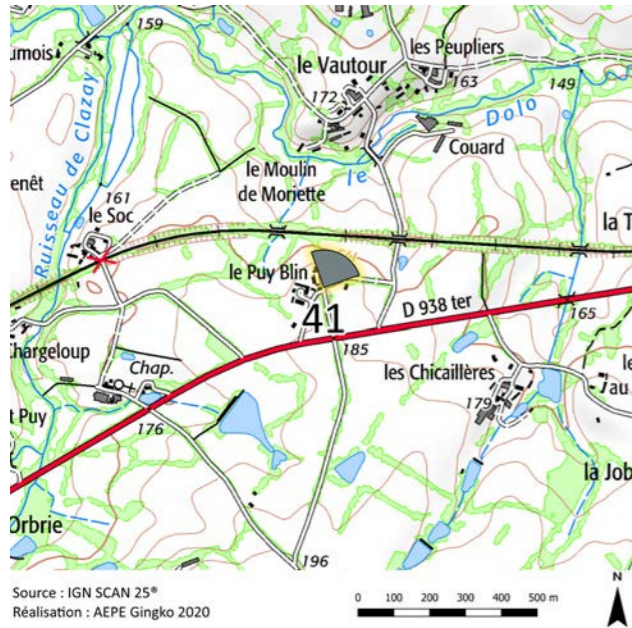 159
les Peupliers
umois
le Vautour
163
149
172
Dolo
Couard
Ruisseau de Clazay
le
enêt
161
le Moulin
de Moriette
le Soc
la T
le Puy Blin
41
D 938 ter
165
185
Chargeloup
Chap.
les Chicaillères
le
au
179
t Puy
176
la Job
Orbrie
196
N
Source : IGN SCAN 25®
Réalisation : AEPE Gingko 2020
0 100 200 300 400 500 m